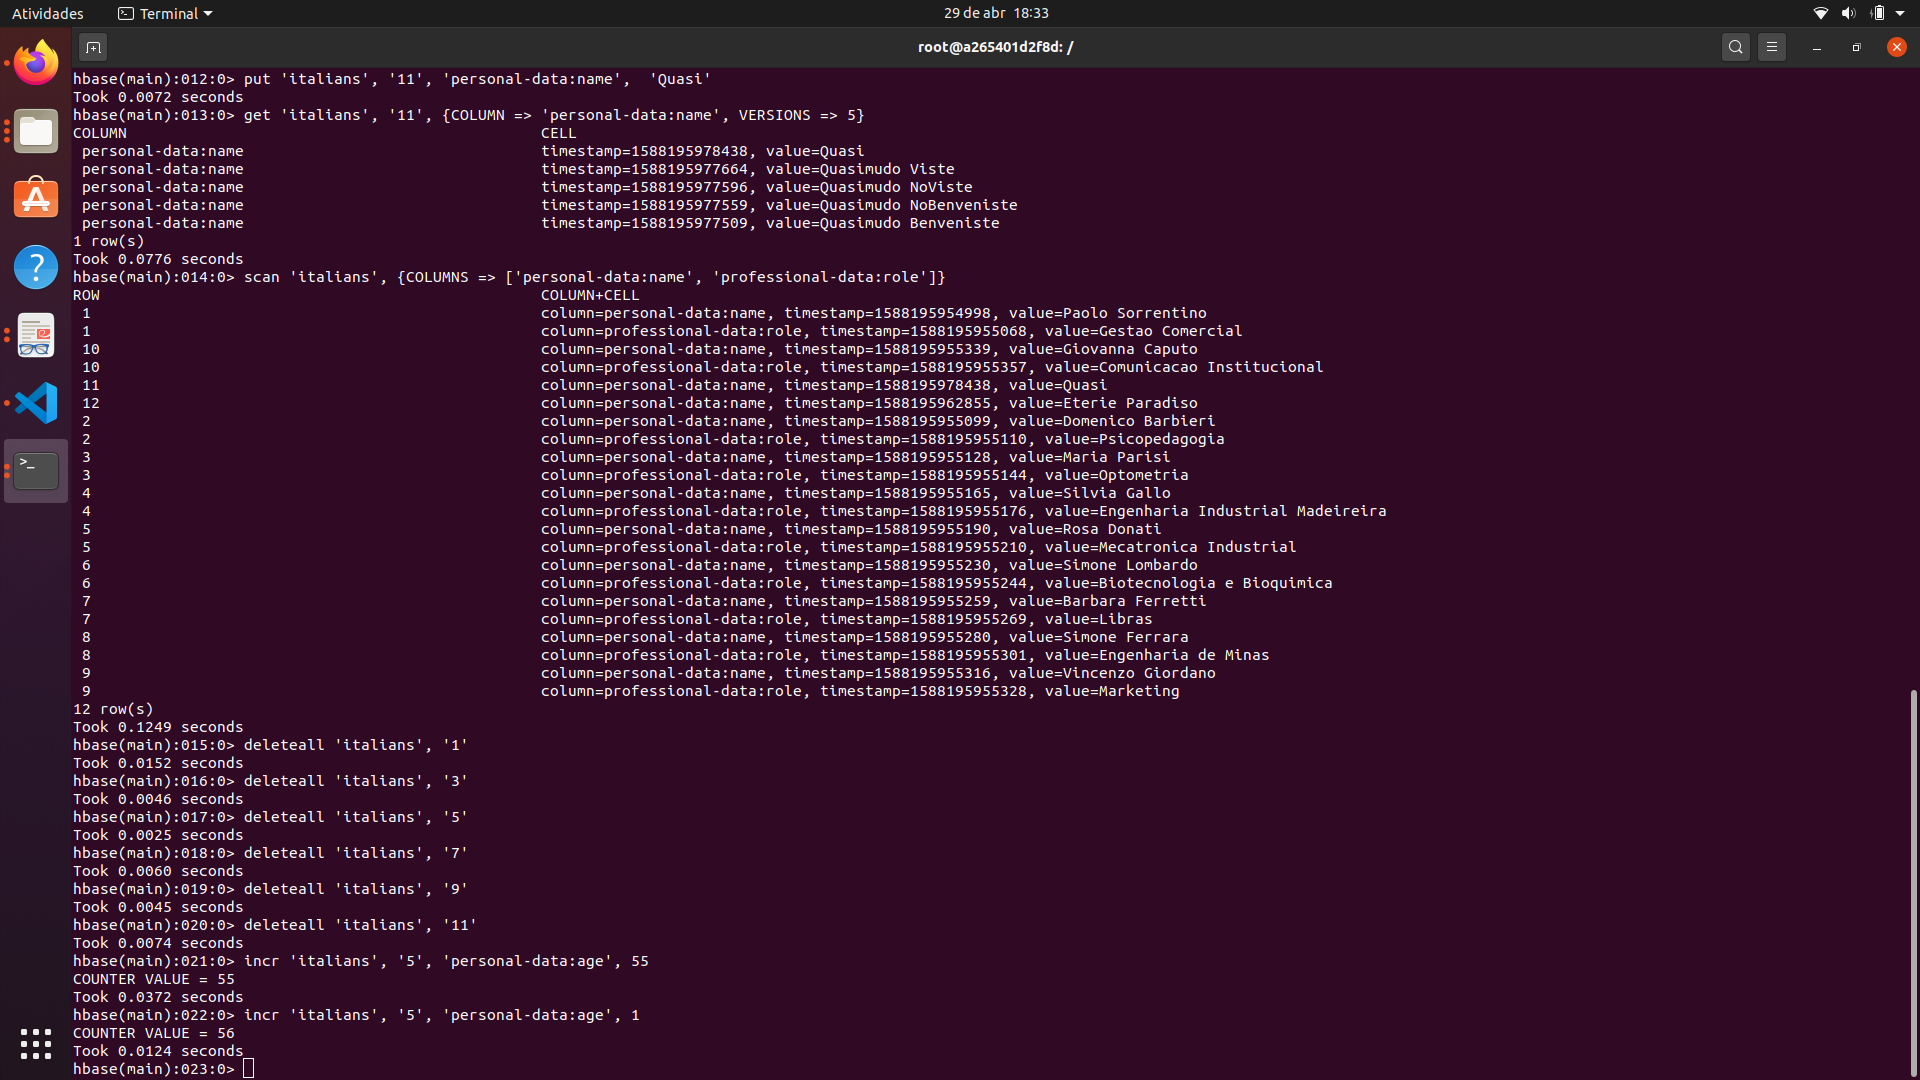 Atividades
Terminal
29 de abr  18:33
root@a265401d2f8d: /
hbase(main):012:0> put 'italians', '11', 'personal-data:name',  'Quasi'
Took 0.0072 seconds
hbase(main):013:0> get 'italians', '11', {COLUMN => 'personal-data:name', VERSIONS => 5}
COLUMN CELL
personal-data:name timestamp=1588195978438, value=Quasi
personal-data:name timestamp=1588195977664, value=Quasimudo Viste
personal-data:name timestamp=1588195977596, value=Quasimudo NoViste
personal-data:name timestamp=1588195977559, value=Quasimudo NoBenveniste
personal-data:name timestamp=1588195977509, value=Quasimudo Benveniste
1 row(s)
Took 0.0776 seconds
hbase(main):014:0> scan 'italians', {COLUMNS => ['personal-data:name', 'professional-data:role']}
ROW COLUMN+CELL
1 column=personal-data:name, timestamp=1588195954998, value=Paolo Sorrentino
1 column=professional-data:role, timestamp=1588195955068, value=Gestao Comercial
10 column=personal-data:name, timestamp=1588195955339, value=Giovanna Caputo
10 column=professional-data:role, timestamp=1588195955357, value=Comunicacao Institucional
11 column=personal-data:name, timestamp=1588195978438, value=Quasi
12 column=personal-data:name, timestamp=1588195962855, value=Eterie Paradiso
2 column=personal-data:name, timestamp=1588195955099, value=Domenico Barbieri
2 column=professional-data:role, timestamp=1588195955110, value=Psicopedagogia
3 column=personal-data:name, timestamp=1588195955128, value=Maria Parisi
3 column=professional-data:role, timestamp=1588195955144, value=Optometria
4 column=personal-data:name, timestamp=1588195955165, value=Silvia Gallo
4 column=professional-data:role, timestamp=1588195955176, value=Engenharia Industrial Madeireira
5 column=personal-data:name, timestamp=1588195955190, value=Rosa Donati
5 column=professional-data:role, timestamp=1588195955210, value=Mecatronica Industrial
6 column=personal-data:name, timestamp=1588195955230, value=Simone Lombardo
6 column=professional-data:role, timestamp=1588195955244, value=Biotecnologia e Bioquimica
7 column=personal-data:name, timestamp=1588195955259, value=Barbara Ferretti
7 column=professional-data:role, timestamp=1588195955269, value=Libras
8 column=personal-data:name, timestamp=1588195955280, value=Simone Ferrara
8 column=professional-data:role, timestamp=1588195955301, value=Engenharia de Minas
9 column=personal-data:name, timestamp=1588195955316, value=Vincenzo Giordano
9 column=professional-data:role, timestamp=1588195955328, value=Marketing
12 row(s)
Took 0.1249 seconds
hbase(main):015:0> deleteall 'italians', '1'
Took 0.0152 seconds
hbase(main):016:0> deleteall 'italians', '3'
Took 0.0046 seconds
hbase(main):017:0> deleteall 'italians', '5'
Took 0.0025 seconds
hbase(main):018:0> deleteall 'italians', '7'
Took 0.0060 seconds
hbase(main):019:0> deleteall 'italians', '9'
Took 0.0045 seconds
hbase(main):020:0> deleteall 'italians', '11'
Took 0.0074 seconds
hbase(main):021:0> incr 'italians', '5', 'personal-data:age', 55
COUNTER VALUE = 55
Took 0.0372 seconds
hbase(main):022:0> incr 'italians', '5', 'personal-data:age', 1
COUNTER VALUE = 56
Took 0.0124 seconds
hbase(main):023:0>